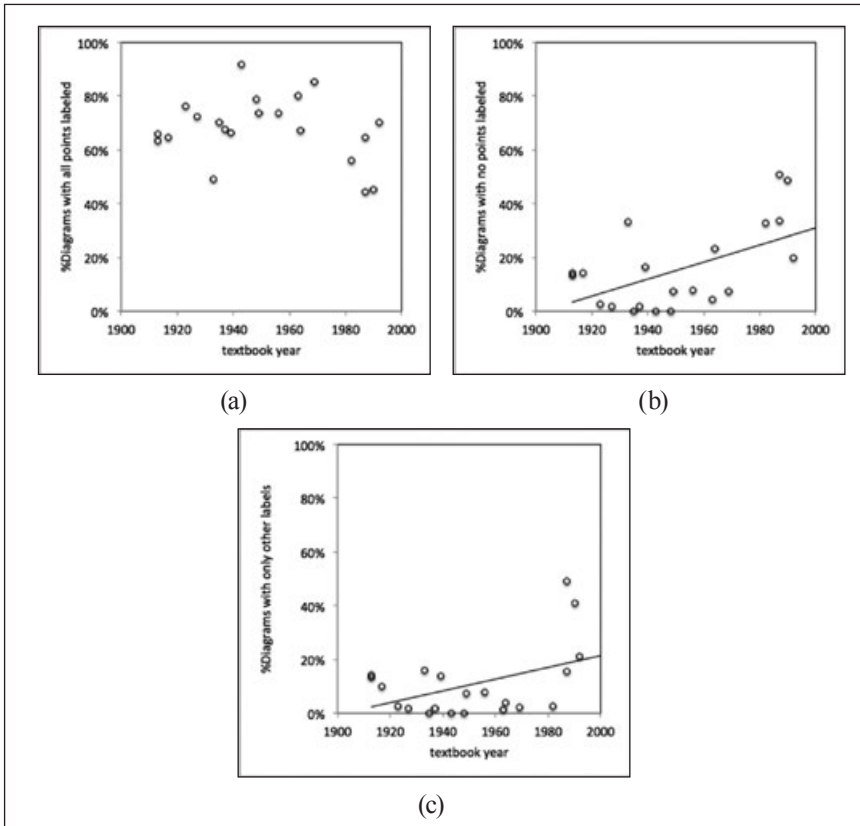 100%
80%
60%
40%
20%
0%
1900 1920 1940 1960 1980 2000
textbook year
%Diagrams with all points labeled
(a)
100%
80%
60%
40%
20%
0%
1900 1920 1940 1960 1980 2000
textbook year
%Diagrams with no points labeled
(b)
100%
80%
60%
40%
20%
0%
1900 1920 1940 1960 1980 2000
textbook year
%Diagrams with only other labels
(c)